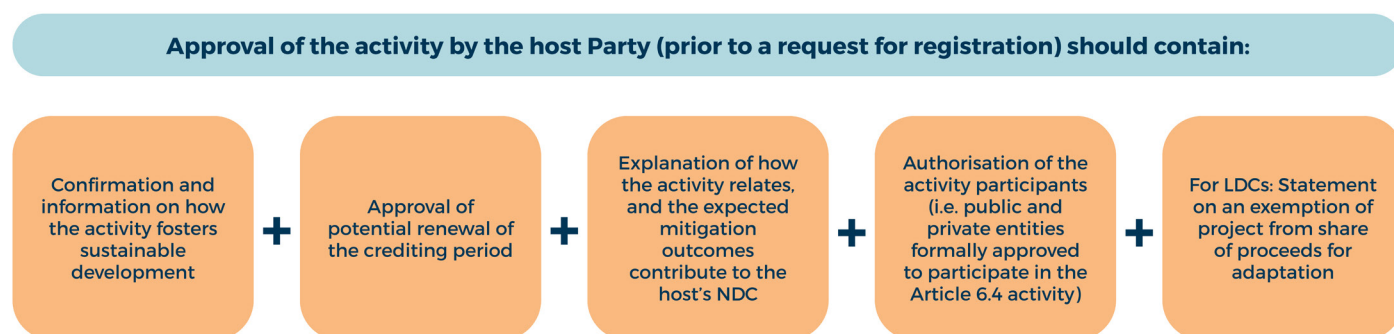 Approval of the activity by the host Party (prior to a request for registration) should contain:
Confirmation and
information on how
the activity fosters
sustainable
development
+
Approval of
potential renewal of
the crediting period
+
Explanation of how
the activity relates,
and the expected
mitigation
outcomes
contribute to the
host's NDC
+
Authorisation of the
activity participants
(i.e. public and
private entities
formally approved
to participate in the
Article 6.4 activity)
+
For LDCs: Statement
on an exemption of
project from share
of proceeds for
adaptation